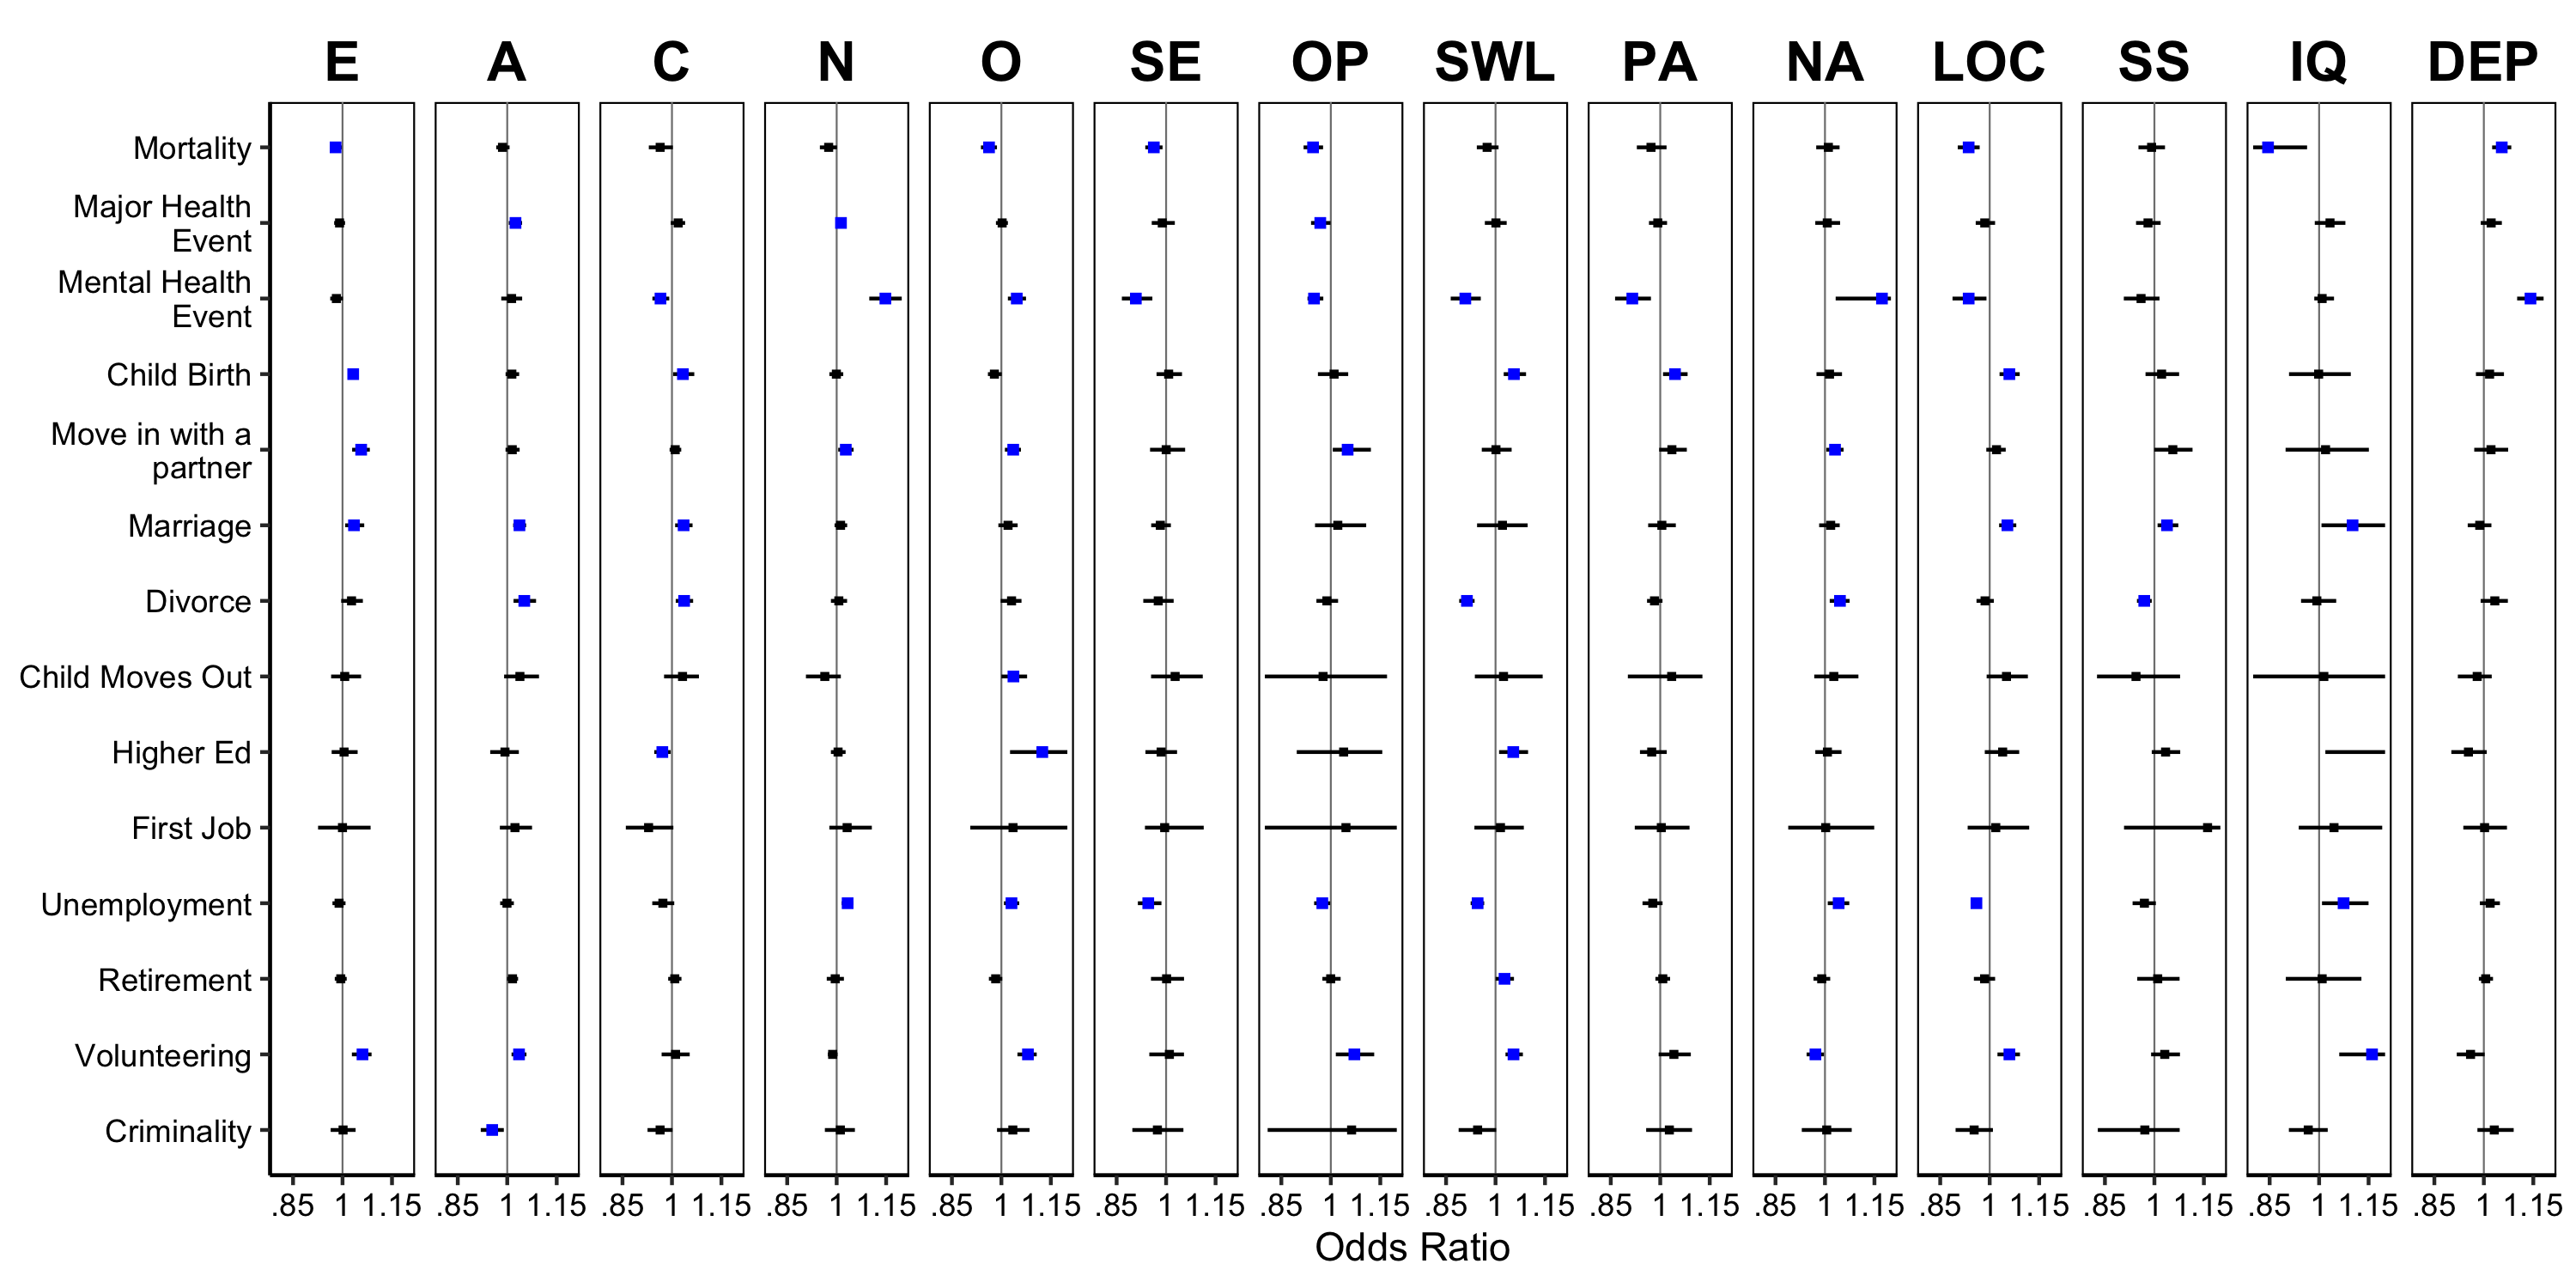 E A C N O SE OP SWL PA NA LOC SS IQ DEP
Mortality
Major Health
Event
Mental Health
Event
Child Birth
Move in with a
partner
Marriage
Divorce
Child Moves Out
Higher Ed
First Job
Unemployment
Retirement
Volunteering
Criminality
.85 1 1.15 .85 1 1.15 .85 1 1.15 .85 1 1.15 .85 1 1.15 .85 1 1.15 .85 1 1.15 .85 1 1.15 .85 1 1.15 .85 1 1.15 .85 1 1.15 .85 1 1.15 .85 1 1.15 .85 1 1.15
Odds Ratio